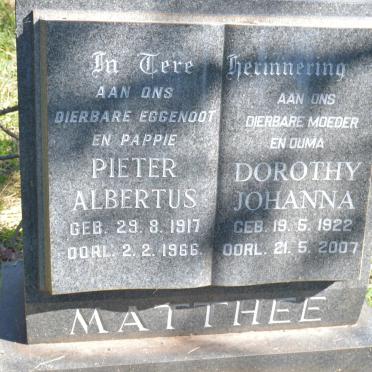 In Tere Herinnering
AAN ONS
DIERBARE EGGENOOT
EN PAPPIE
PIETER
ALBERTUS
GEB. 29. 8. 1917
OORL. 2. 2. 1966
AAN ONS
DIERBARE MOEDER
EN OUMA
DOROTHY
JOHANNA
GEB. 19. 5. 1922
OORL. 21. 5. 2007
MATTHEE